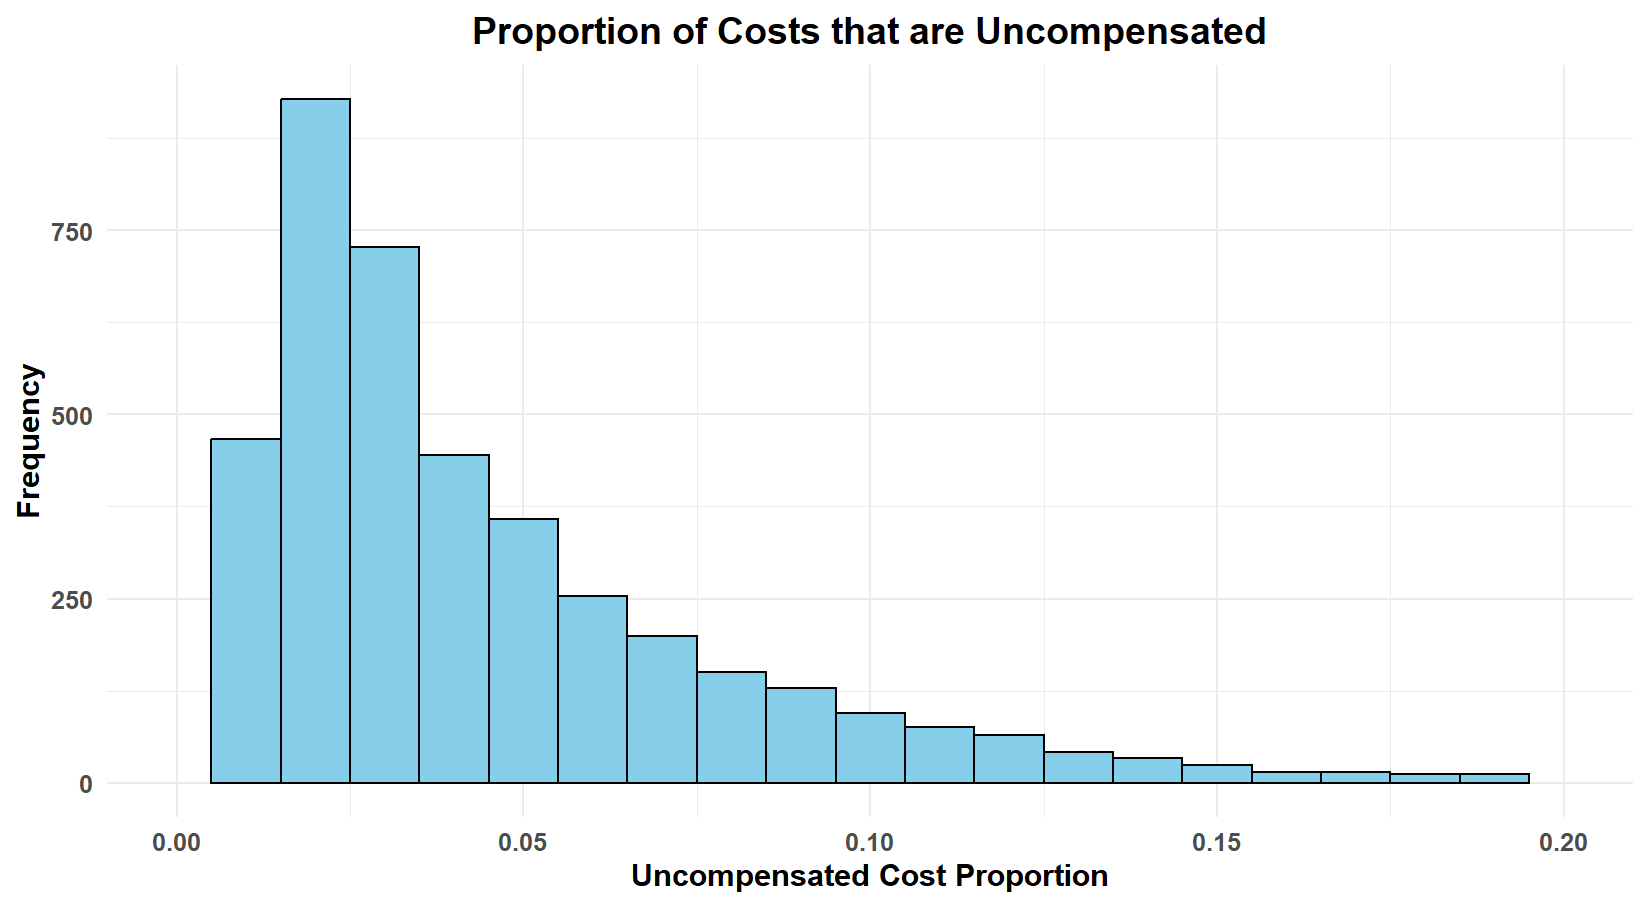 Proportion of Costs that are Uncompensated
Frequency
750
500
250
0
0.00 0.05 0.10 0.15 0.20
Uncompensated Cost Proportion